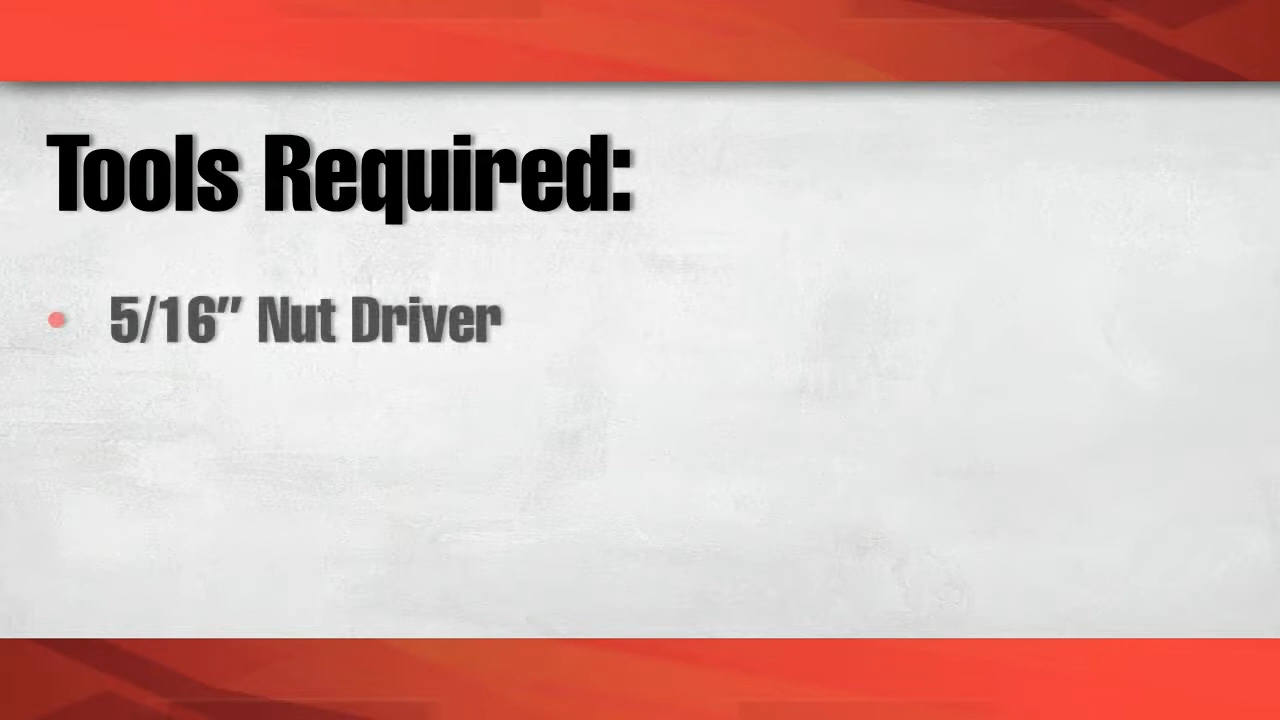 Tools Required:
• 5/16” Nut Driver